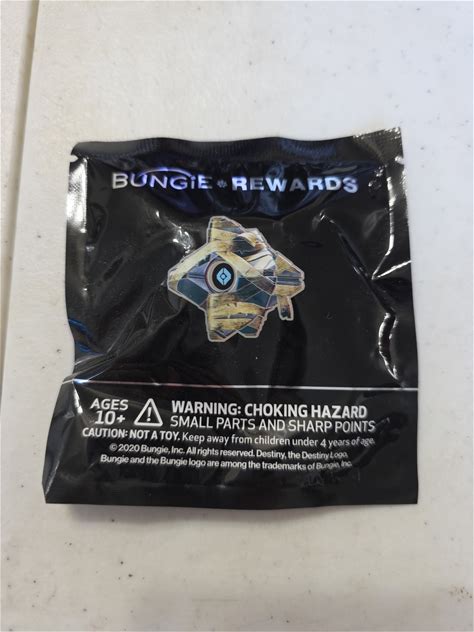 BUNGiE REWARDS
AGES
10+
WARNING: CHOKING HAZARD
SMALL PARTS AND SHARP POINTS
CAUTION: NOT A TOY. Keep away from children under 4 years of age.
© 2020 Bungie, Inc. All rights reserved. Destiny, the Destiny Logo,
Bungie and the Bungie logo are among the trademarks of Bungie, Inc.